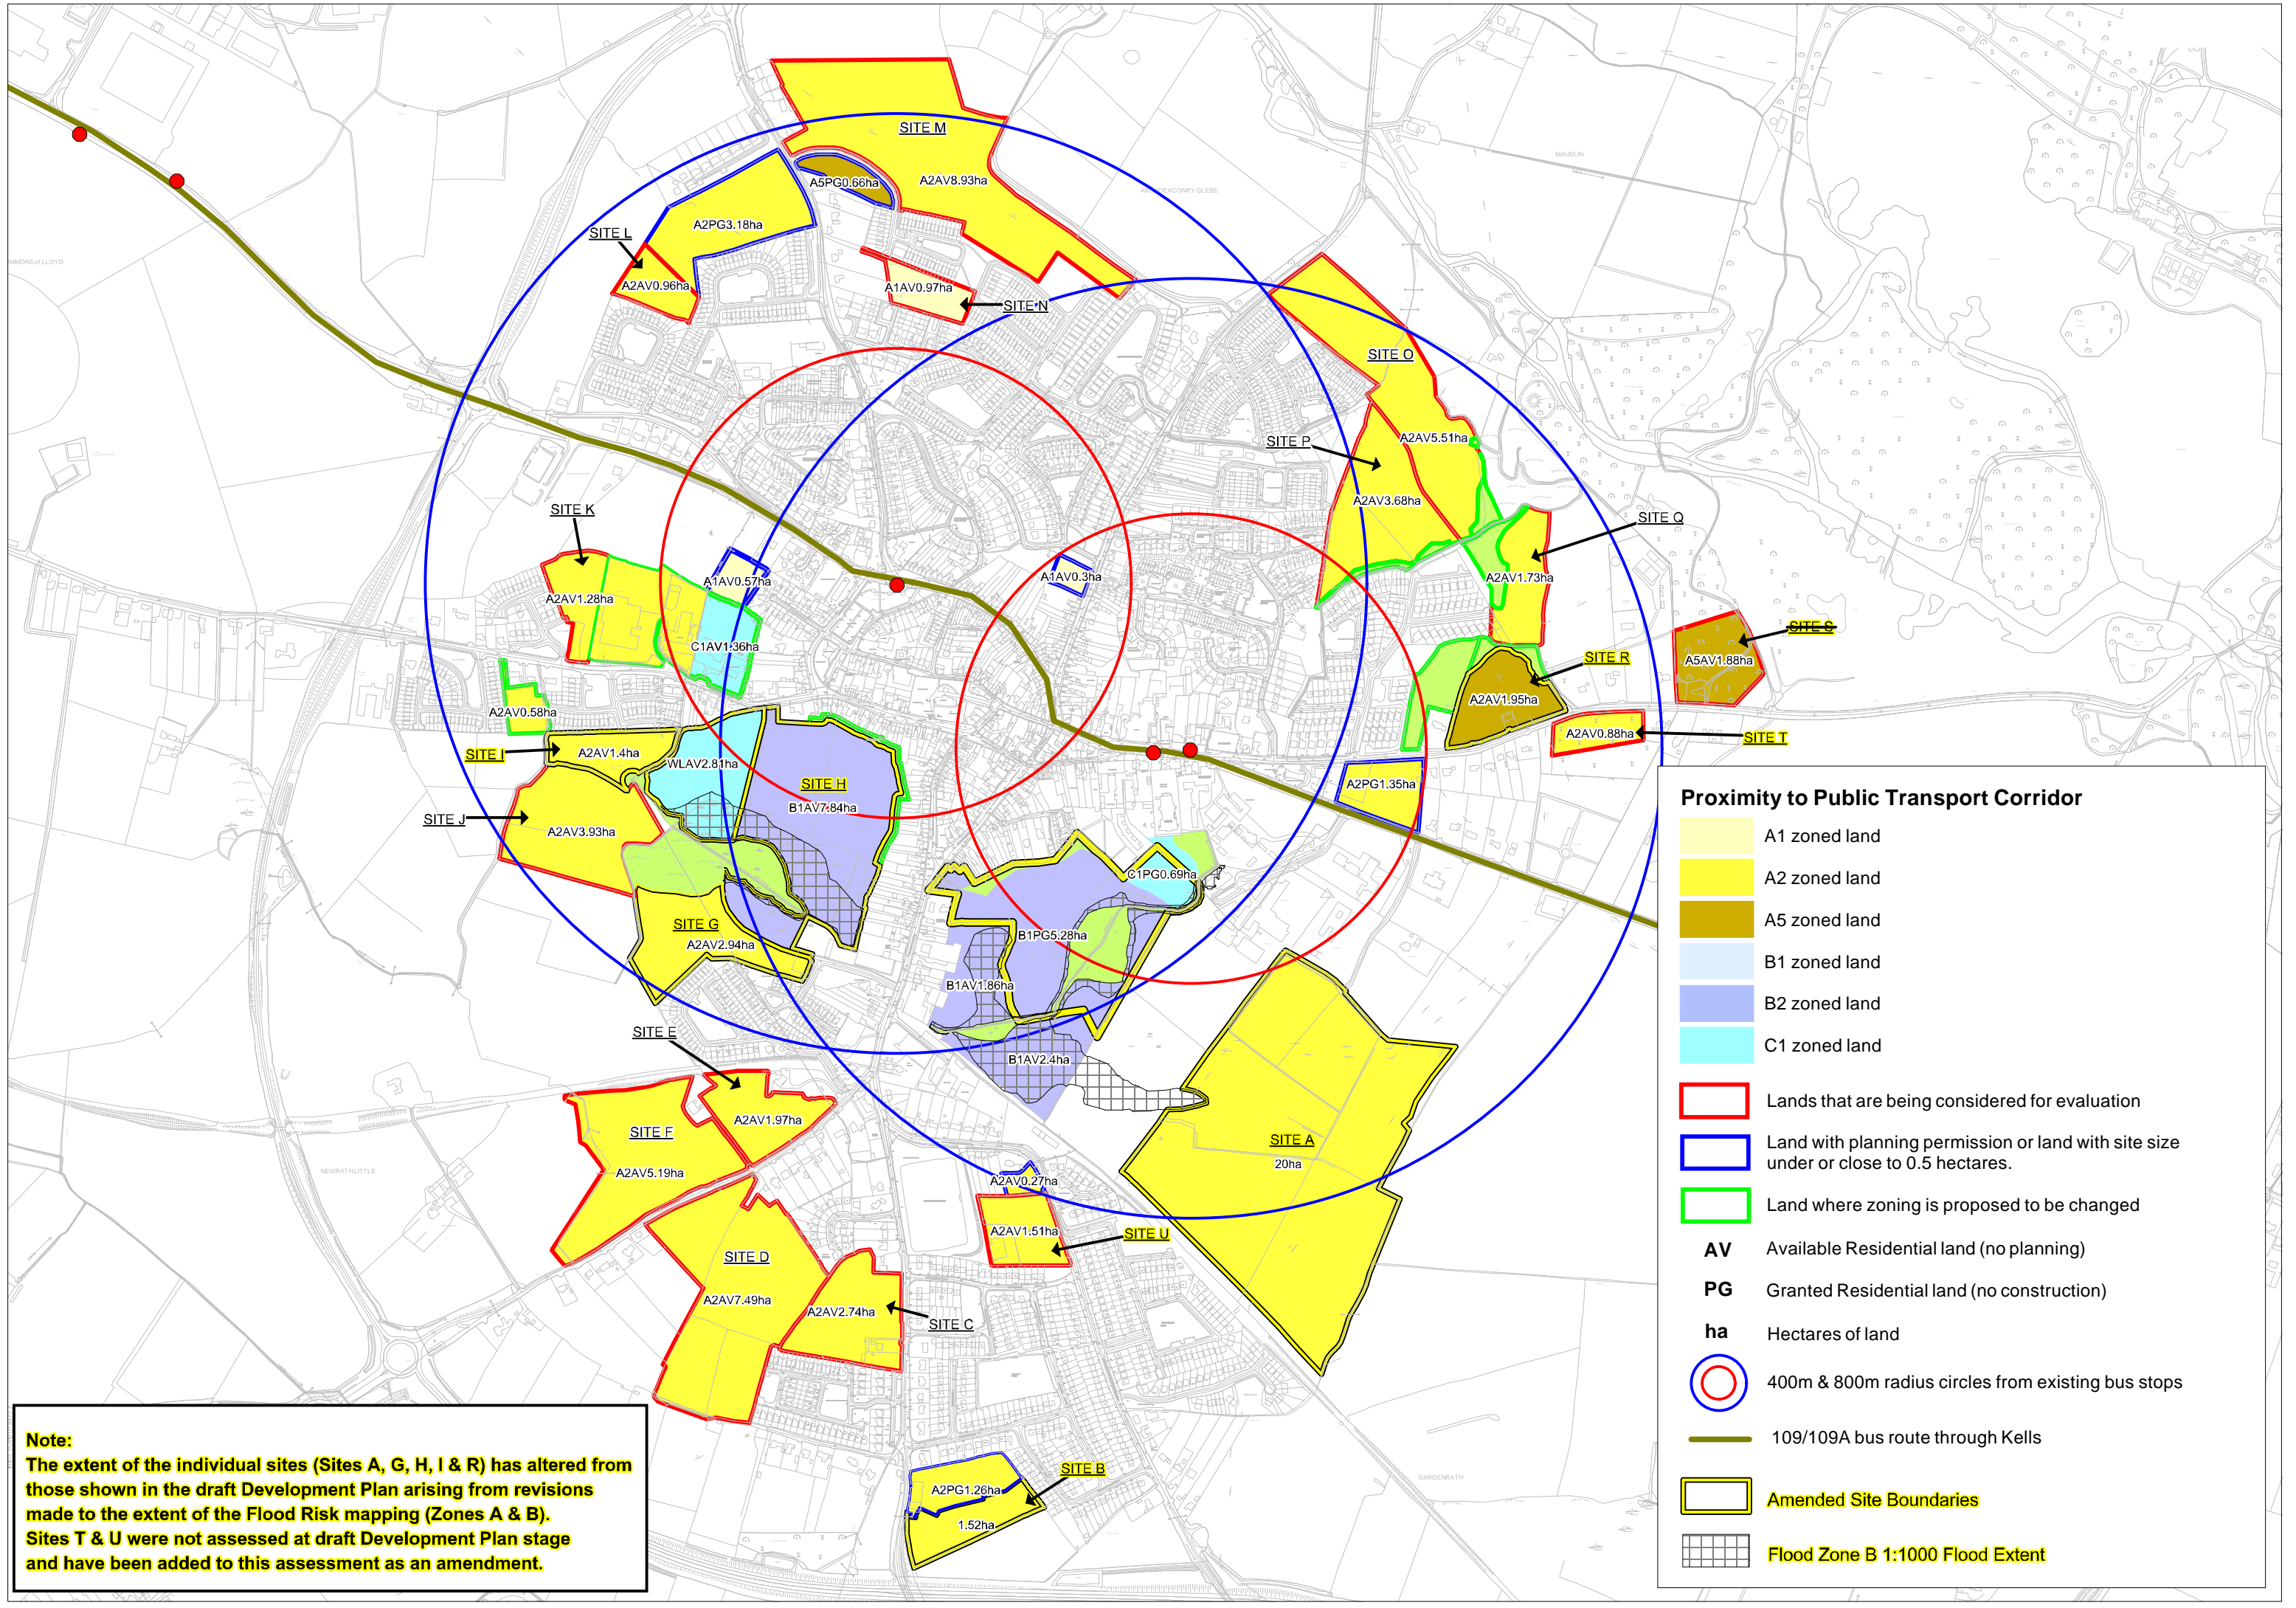 SITE M
MAUDLIN
A5PG0.66ha
A2AV8.93ha
A2PG3.18ha
SITE L
A2AV0.96ha
A1AV0.97ha
SITE N
SITE O
SITE P
A2AV5.51ha
A2AV3.68ha
SITE K
SITE Q
A1AV0.57ha
A1AV0.3ha
A2AV1.28ha
A2AV1.73ha
C1AV1.36ha
SITE S
SITE R
A5AV1.88ha
A2AV1.95ha
A2AV0.58ha
SITE I
A2AV1.4ha
WLAV2.81ha
A2AV0.88ha
SITE T
SITE H
B1AV7.84ha
A2PG1.35ha
SITE J
A2AV3.93ha
C1PG0.69ha
SITE G
A2AV2.94ha
B1PG5.28ha
B1AV1.86ha
SITE E
B1AV2.4ha
A2AV1.97ha
SITE F
SITE A
20ha
NEWRATHLITTLE
A2AV5.19ha
A2AV0.27ha
A2AV1.51ha
SITE U
SITE D
A2AV7.49ha
A2AV2.74ha
SITE C
GARDENRATH
SITE B
A2PG1.26ha
1.52ha
Proximity to Public Transport Corridor
A1 zoned land
A2 zoned land
A5 zoned land
B1 zoned land
B2 zoned land
C1 zoned land
Lands that are being considered for evaluation
Land with planning permission or land with site size
under or close to 0.5 hectares.
Land where zoning is proposed to be changed
AV Available Residential land (no planning)
PG Granted Residential land (no construction)
ha Hectares of land
400m & 800m radius circles from existing bus stops
109/109A bus route through Kells
Amended Site Boundaries
Flood Zone B 1:1000 Flood Extent
Note:
The extent of the individual sites (Sites A, G, H, I & R) has altered from
those shown in the draft Development Plan arising from revisions
made to the extent of the Flood Risk mapping (Zones A & B).
Sites T & U were not assessed at draft Development Plan stage
and have been added to this assessment as an amendment.